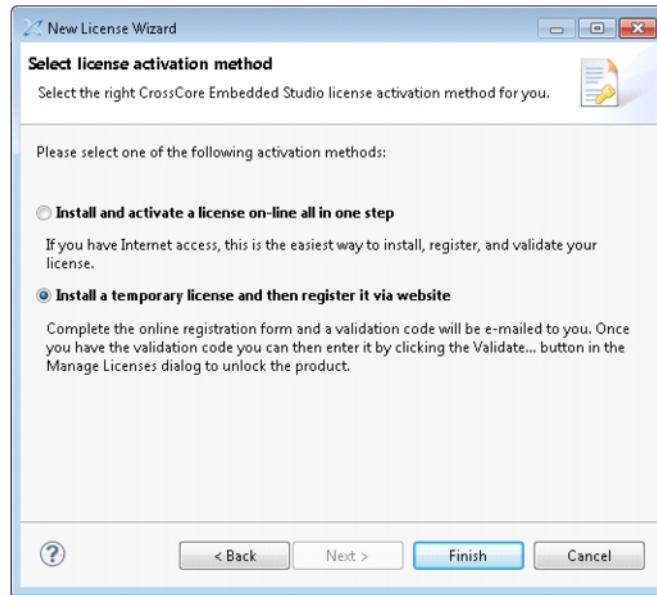 New License Wizard
Select license activation method
Select the right CrossCore Embedded Studio license activation method for you.
Please select one of the following activation methods:
Install and activate a license on-line all in one step
If you have Internet access, this is the easiest way to install, register, and validate your
license.
Install a temporary license and then register it via website
Complete the online registration form and a validation code will be e-mailed to you. Once
you have the validation code you can then enter it by clicking the Validate... button in the
Manage Licenses dialog to unlock the product.
?
< Back
Next >
Finish
Cancel